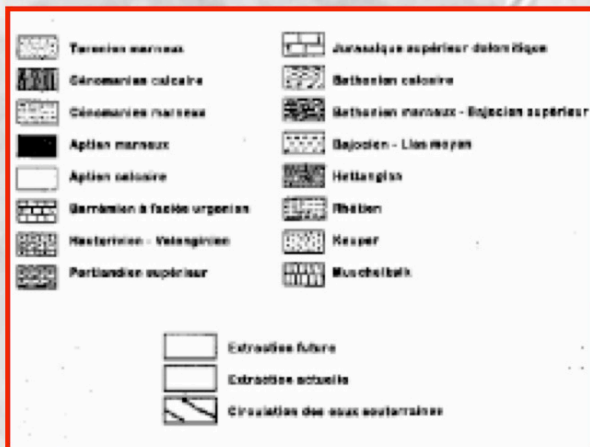 Turonien marneux
Cénomanien calcaire
Cénomanien marneux
Aptien marneux
Aptien calcaire
Barrémien à faciès urgonien
Hauterivien - Valanginien
Portlandien supérieur
Jurassique supérieur dolomitique
Bathonien calcaire
Bathonien marneux - Bajocien supérieur
Bajocien - Lias moyen
Hettangien
Rhétien
Keuper
Muschelkalk
Extraction future
Extraction actuelle
Circulation des eaux souterraines